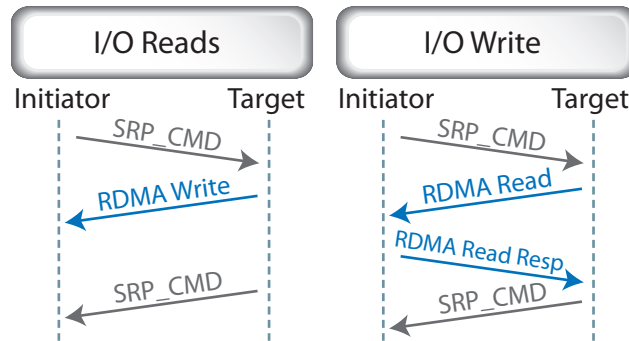 I/O Reads
Initiator Target
SRP_CMD
RDMA Write
SRP_CMD
I/O Write
Initiator Target
SRP_CMD
RDMA Read
RDMA Read Resp
SRP_CMD